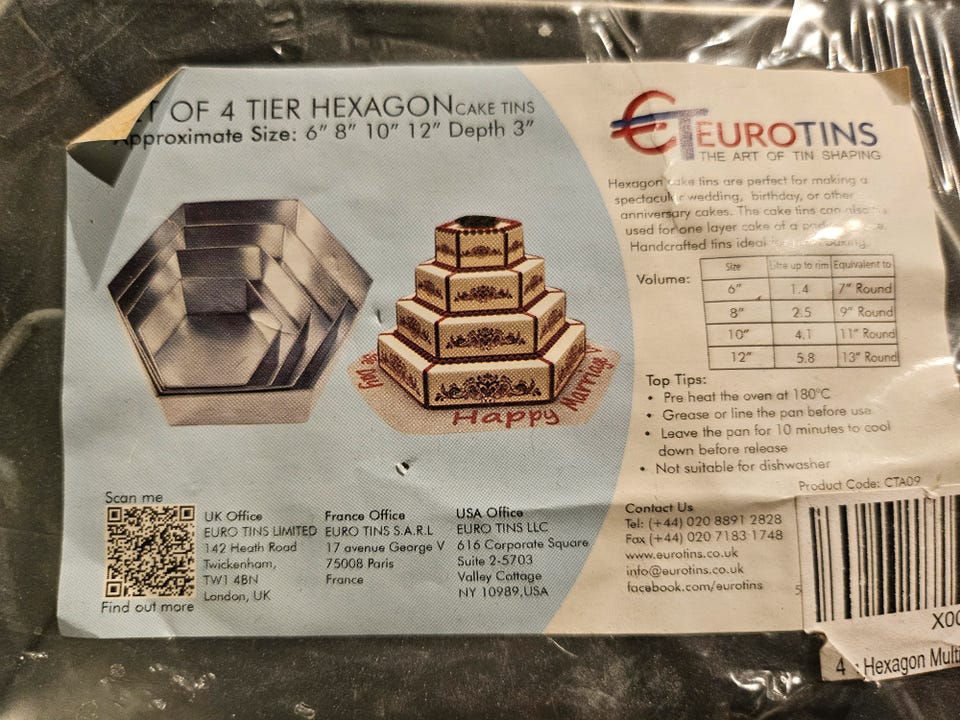 ET OF 4 TIER HEXAGON CAKE TINS
Approximate Size: 6" 8" 10" 12" Depth 3"
ET EUROTINS
THE ART OF TIN SHAPING
Hexagon cake tins are perfect for making a
spectacular wedding, birthday, or other
anniversary cakes. The cake tins can also
used for one layer cake of a
Handcrafted tins ideal
Volume:
Size Litre up to rim Equivalent to
6" 1.4 7" Round
8" 2.5 9" Round
10" 4.1 11" Round
12" 5.8 13" Round
Top Tips:
• Pre heat the oven at 180°C
• Grease or line the pan before use
• Leave the pan for 10 minutes to cool
down before release
• Not suitable for dishwasher
Product Code: CTA09
Happy
Marriage
Scan me
Find out more
UK Office
EURO TINS LIMITED
142 Heath Road
Twickenham,
TW1 4BN
London, UK
France Office
EURO TINS S.A.R.L
17 avenue George V
75008 Paris
France
USA Office
EURO TINS LLC
616 Corporate Square
Suite 2-5703
Valley Cottage
NY 10989,USA
Contact Us
Tel: (+44) 020 8891 2828
Fax (+44) 020 7183 1748
www.eurotins.co.uk
info@eurotins.co.uk
facebook.com/eurotins
5
X00
4 Hexagon Multi